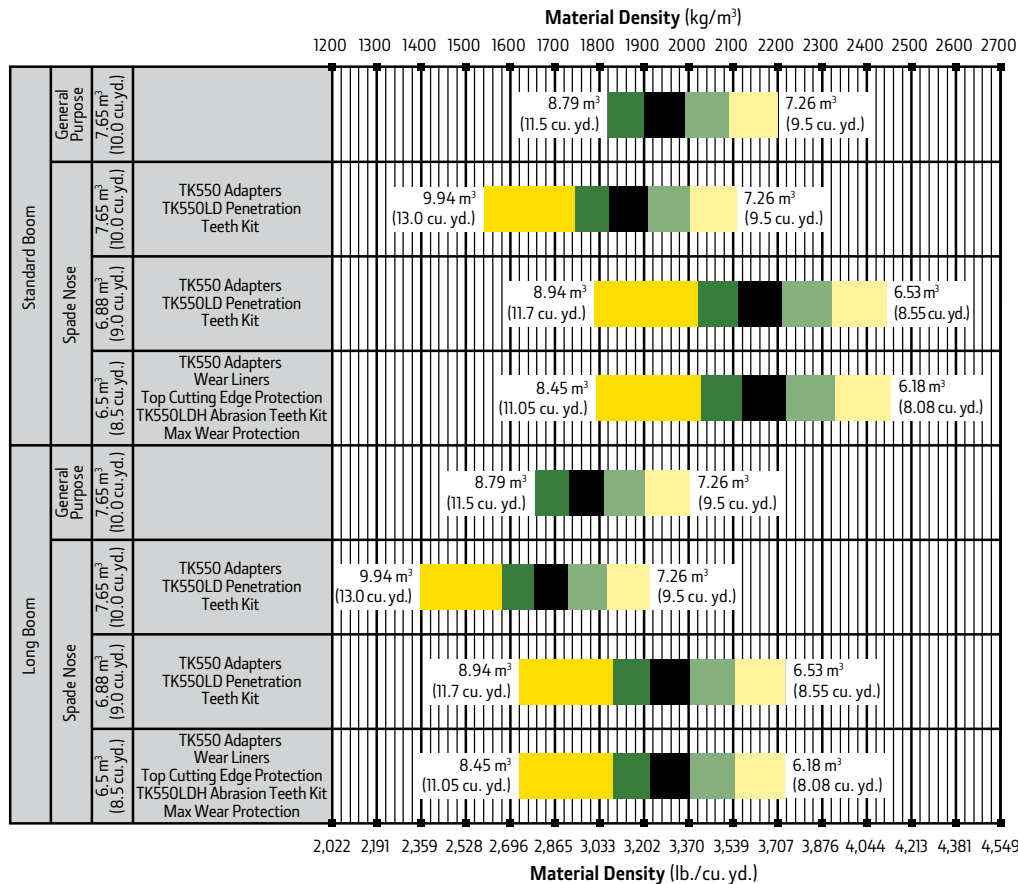 Material Density (kg/m³)
1200 1300 1400 1500 1600 1700 1800 1900 2000 2100 2200 2300 2400 2500 2600 2700
Standard Boom
General
Purpose
7.65 m³
(10.0 cu. yd.)
8.79 m³
(11.5 cu. yd.)
7.26 m³
(9.5 cu. yd.)
Spade Nose
7.65 m³
(10.0 cu. yd.)
TK550 Adapters
TK550LD Penetration
Teeth Kit
9.94 m³
(13.0 cu. yd.)
7.26 m³
(9.5 cu. yd.)
6.88 m³
(9.0 cu. yd.)
TK550 Adapters
TK550LD Penetration
Teeth Kit
8.94 m³
(11.7 cu. yd.)
6.53 m³
(8.55 cu. yd.)
6.5 m³
(8.5 cu. yd.)
TK550 Adapters
Wear Liners
Top Cutting Edge Protection
TK550LDH Abrasion Teeth Kit
Max Wear Protection
8.45 m³
(11.05 cu. yd.)
6.18 m³
(8.08 cu. yd.)
Long Boom
General
Purpose
7.65 m³
(10.0 cu. yd.)
8.79 m³
(11.5 cu. yd.)
7.26 m³
(9.5 cu. yd.)
Spade Nose
7.65 m³
(10.0 cu. yd.)
TK550 Adapters
TK550LD Penetration
Teeth Kit
9.94 m³
(13.0 cu. yd.)
7.26 m³
(9.5 cu. yd.)
6.88 m³
(9.0 cu. yd.)
TK550 Adapters
TK550LD Penetration
Teeth Kit
8.94 m³
(11.7 cu. yd.)
6.53 m³
(8.55 cu. yd.)
6.5 m³
(8.5 cu. yd.)
TK550 Adapters
Wear Liners
Top Cutting Edge Protection
TK550LDH Abrasion Teeth Kit
Max Wear Protection
8.45 m³
(11.05 cu. yd.)
6.18 m³
(8.08 cu. yd.)
2,022 2,191 2,359 2,528 2,696 2,865 3,033 3,202 3,370 3,539 3,707 3,876 4,044 4,213 4,381 4,549
Material Density (lb./cu. yd.)